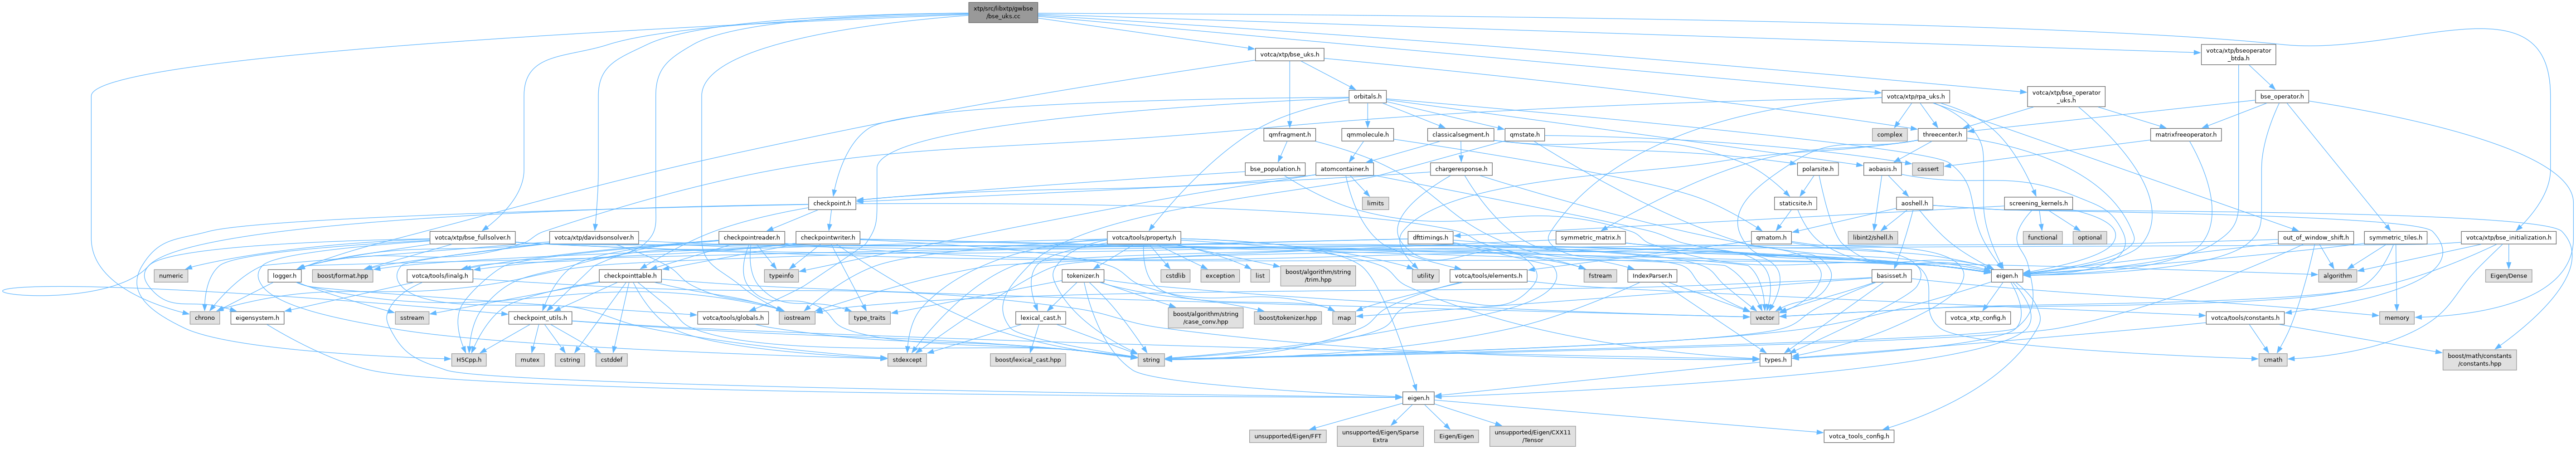 xtp/src/libxtp/gwbse
/bse_uks.cc
votca/xtp/bse_uks.h
votca/xtp/bseoperator
_btda.h
orbitals.h
votca/xtp/rpa_uks.h
votca/xtp/bse_operator
_uks.h
bse_operator.h
qmfragment.h
qmmolecule.h
classicalsegment.h
qmstate.h
complex
threecenter.h
matrixfreeoperator.h
bse_population.h
atomcontainer.h
chargeresponse.h
polarsite.h
aobasis.h
cassert
checkpoint.h
limits
staticsite.h
aoshell.h
screening_kernels.h
votca/xtp/bse_fullsolver.h
votca/xtp/davidsonsolver.h
checkpointreader.h
checkpointwriter.h
votca/tools/property.h
dfttimings.h
symmetric_matrix.h
qmatom.h
libint2/shell.h
functional
optional
out_of_window_shift.h
symmetric_tiles.h
votca/xtp/bse_initialization.h
numeric
logger.h
boost/format.hpp
votca/tools/linalg.h
checkpointtable.h
typeinfo
tokenizer.h
cstdlib
exception
list
boost/algorithm/string
/trim.hpp
utility
votca/tools/elements.h
fstream
IndexParser.h
basisset.h
eigen.h
algorithm
Eigen/Dense
chrono
eigensystem.h
sstream
checkpoint_utils.h
votca/tools/globals.h
iostream
type_traits
lexical_cast.h
boost/algorithm/string
/case_conv.hpp
boost/tokenizer.hpp
map
vector
votca_xtp_config.h
memory
votca/tools/constants.h
H5Cpp.h
mutex
cstring
cstddef
stdexcept
boost/lexical_cast.hpp
string
types.h
cmath
boost/math/constants
/constants.hpp
eigen.h
unsupported/Eigen/FFT
unsupported/Eigen/Sparse
Extra
Eigen/Eigen
unsupported/Eigen/CXX11
/Tensor
votca_tools_config.h